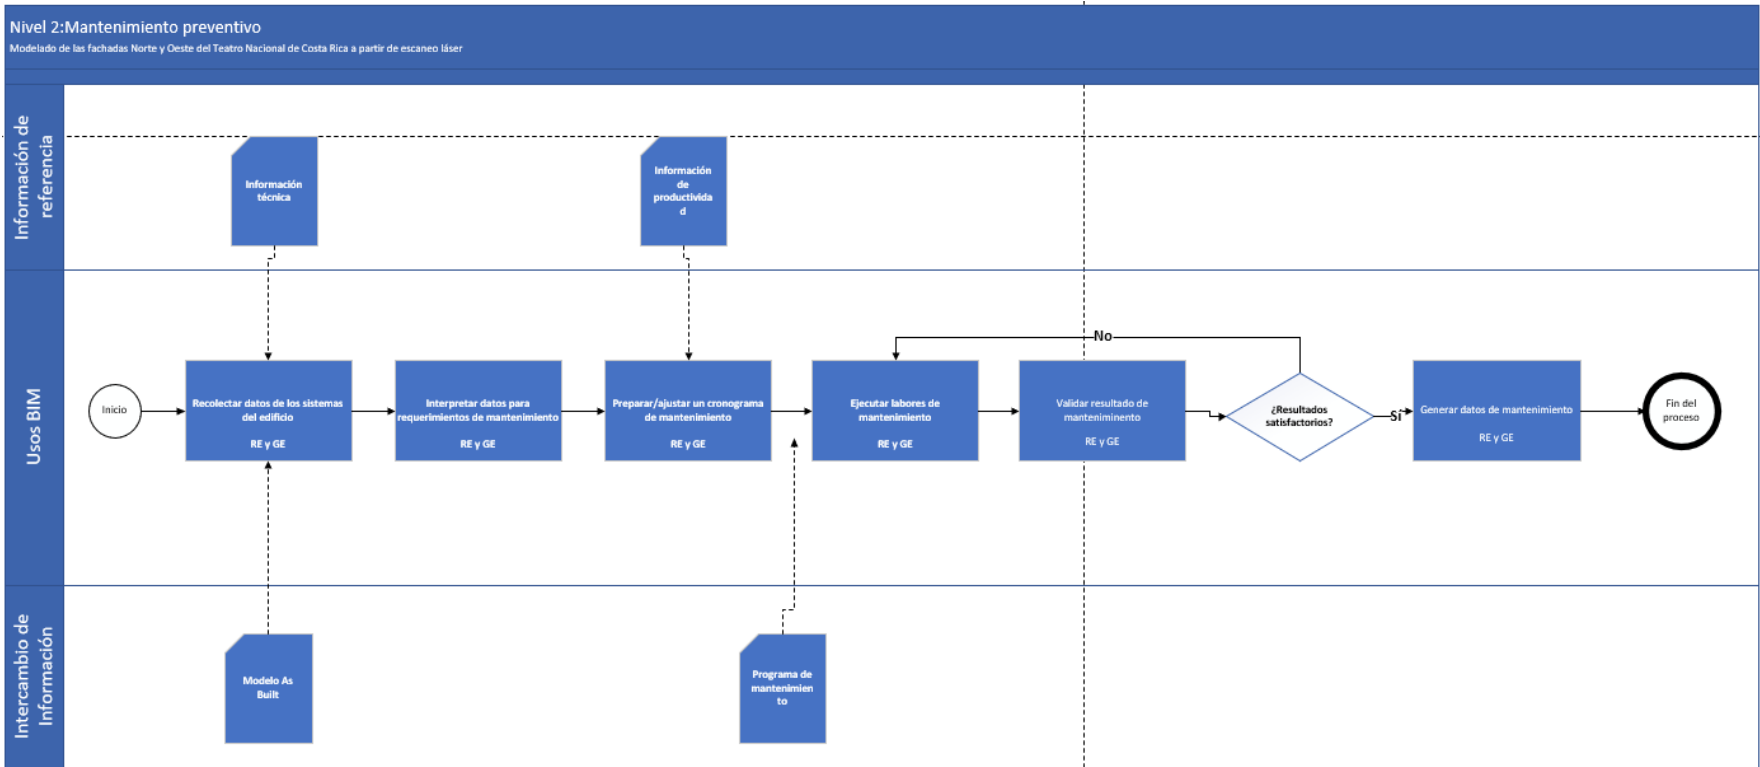 Nivel 2:Mantenimiento preventivo
Modelado de las fachadas Norte y Oeste del Teatro Nacional de Costa Rica a partir de escaneo láser
Información de
referencia
Información
técnica
Información
de
productivida
d
Usos BIM
Inicio
Recolectar datos de los sistemas
del edificio
RE y GE
Interpretar datos para
requerimientos de mantenimiento
RE y GE
Preparar/ajustar un cronograma
de mantenimiento
RE y GE
Ejecutar labores de
mantenimiento
RE y GE
Validar resultado de
manteniminento
RE y GE
No
¿Resultados
satisfactorios?
Sí
Generar datos de mantenimiento
RE y GE
Fin del
proceso
Intercambio de
Información
Modelo As
Built
Programa de
mantenimien
to